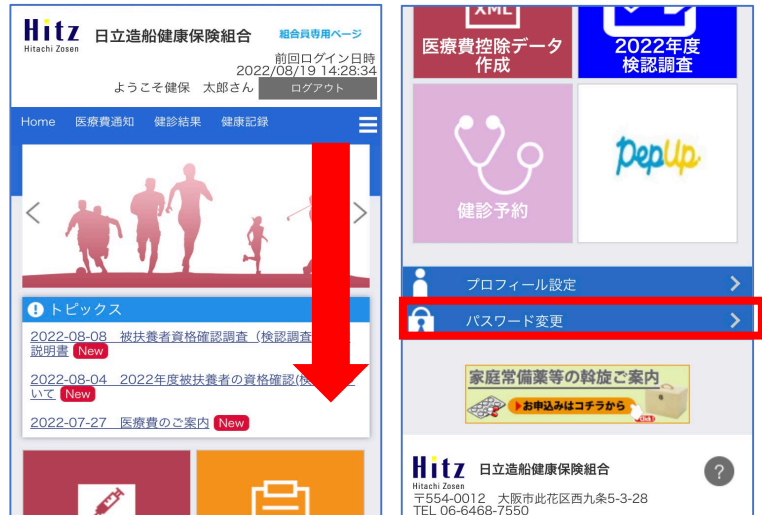 Hitz
Hitachi Zosen
日立造船健康保険組合
組合員専用ページ
前回ログイン日時
2022/08/19 14:28:34
ようこそ健保 太郎さん
ログアウト
Home 医療費通知 健診結果 健康記録
トピックス
2022-08-08 被扶養者資格確認調査（検認調査
説明書 New
2022-08-04 2022年度被扶養者の資格確認(検
いて New
2022-07-27 医療費のご案内 New
XML
医療費控除データ
作成
2022年度
検認調査
健診予約
PepUp
プロフィール設定
パスワード変更
家庭常備薬等の斡旋ご案内
お申込みはコチラから
Click!
Hitz
Hitachi Zosen
日立造船健康保険組合
?
〒554-0012 大阪市此花区西九条5-3-28
TEL 06-6468-7550